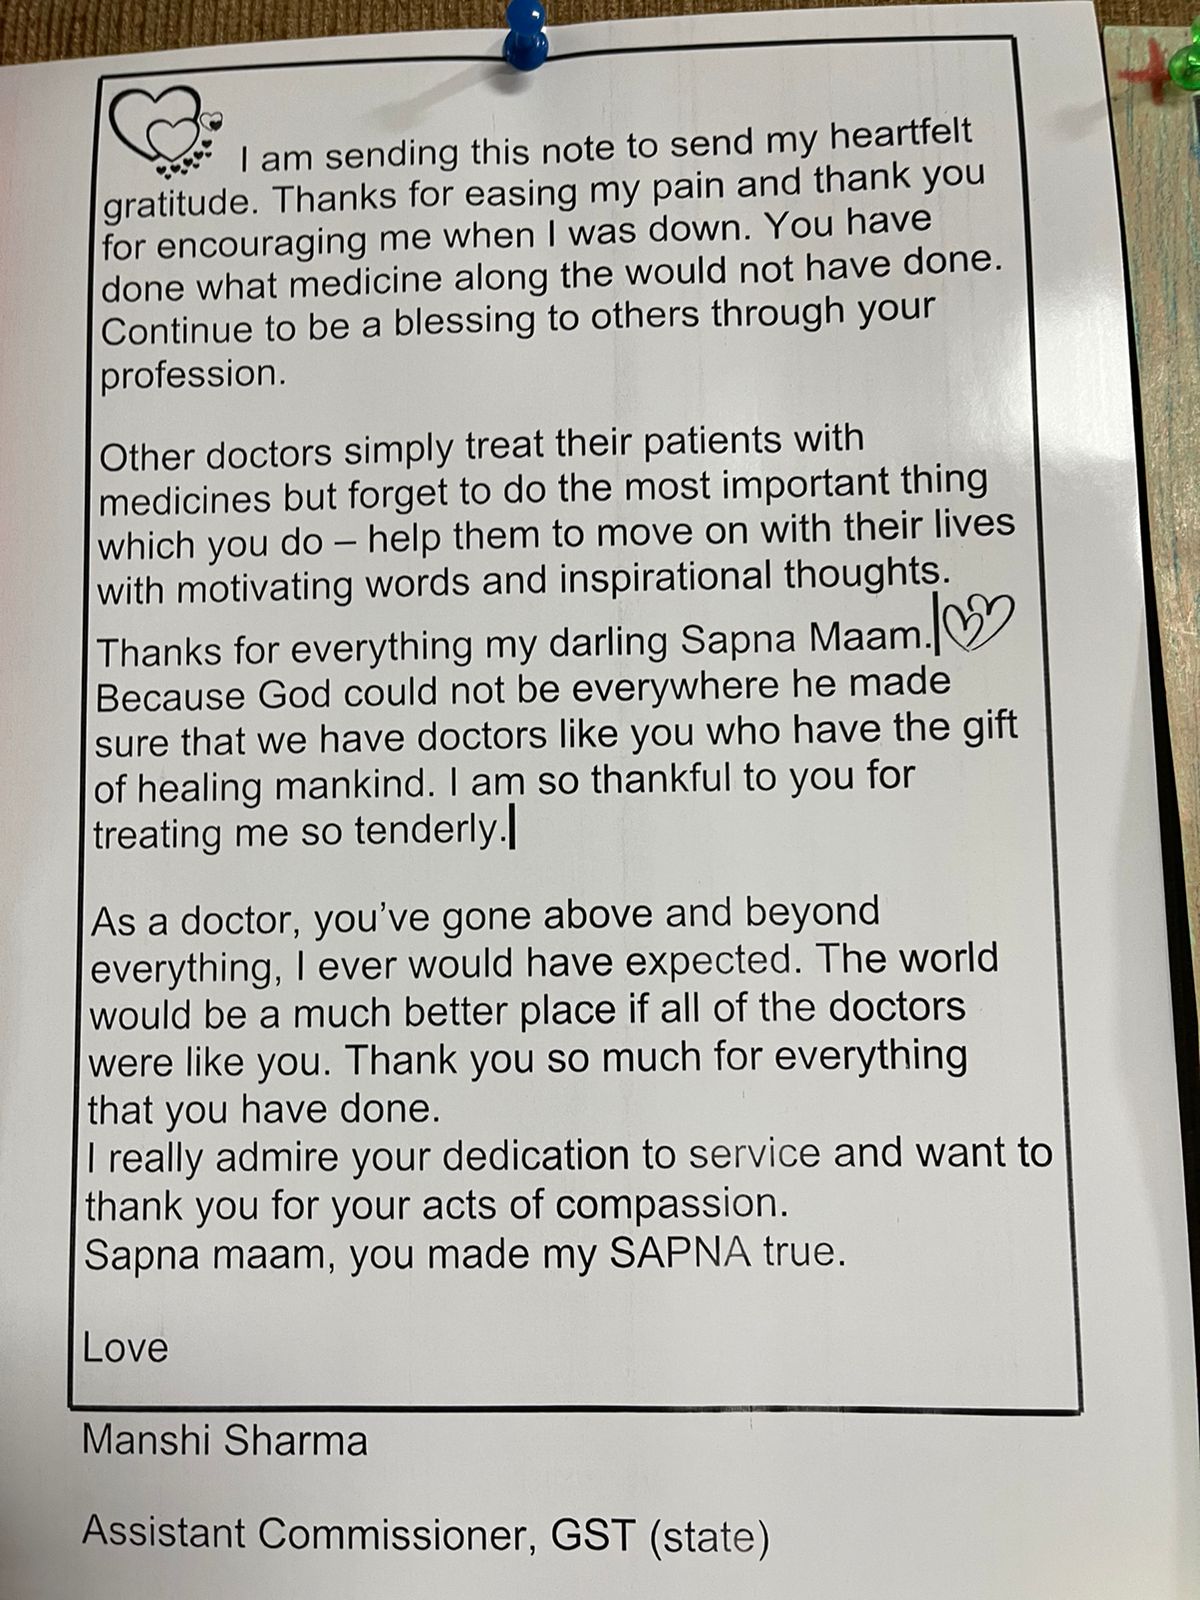 I am sending this note to send my heartfelt
gratitude. Thanks for easing my pain and thank you
for encouraging me when I was down. You have
done what medicine along the would not have done.
Continue to be a blessing to others through your
profession.
Other doctors simply treat their patients with
medicines but forget to do the most important thing
which you do – help them to move on with their lives
with motivating words and inspirational thoughts.
Thanks for everything my darling Sapna Maam.
Because God could not be everywhere he made
sure that we have doctors like you who have the gift
of healing mankind. I am so thankful to you for
treating me so tenderly.
As a doctor, you’ve gone above and beyond
everything, I ever would have expected. The world
would be a much better place if all of the doctors
were like you. Thank you so much for everything
that you have done.
I really admire your dedication to service and want to
thank you for your acts of compassion.
Sapna maam, you made my SAPNA true.
Love
Manshi Sharma
Assistant Commissioner, GST (state)